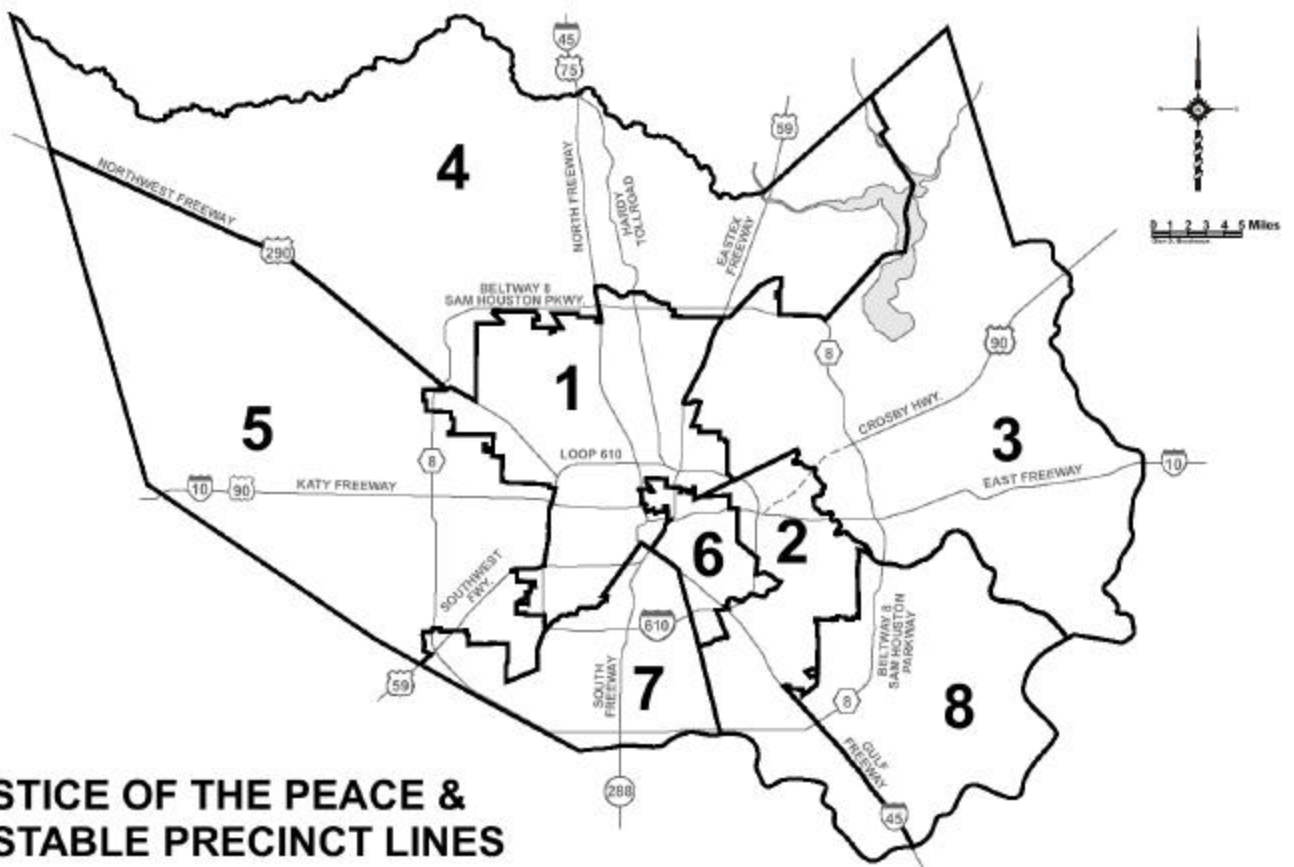 45
75
59
4
NORTHWEST FREEWAY
NORTH FREEWAY
HARDY
TOLLROAD
EASTEX
FREEWAY
0 1 2 3 4 5 Miles
290
BELTWAY 8
SAM HOUSTON PKWY.
8
90
1
5
CROSBY HWY.
3
LOOP 610
8
10
90
KATY FREEWAY
EAST FREEWAY
10
6
2
SOUTHWEST
FWY.
610
BELTWAY 8
SAM HOUSTON
PARKWAY
59
SOUTH
FREEWAY
7
8
8
GULF
FREEWAY
288
45
STICE OF THE PEACE &
STABLE PRECINCT LINES